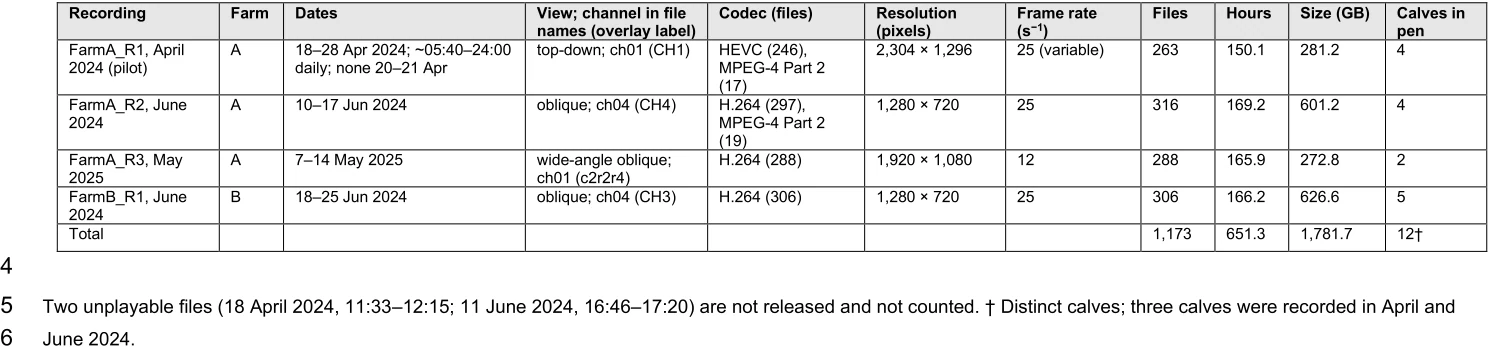 Recording Farm Dates View; channel in file names (overlay label) Codec (files) Resolution (pixels) Frame rate (s⁻¹) Files Hours Size (GB) Calves in pen
FarmA_R1, April 2024 (pilot) A 18–28 Apr 2024; ~05:40–24:00 daily; none 20–21 Apr top-down; ch01 (CH1) HEVC (246), MPEG-4 Part 2 (17) 2,304 × 1,296 25 (variable) 263 150.1 281.2 4
FarmA_R2, June 2024 A 10–17 Jun 2024 oblique; ch04 (CH4) H.264 (297), MPEG-4 Part 2 (19) 1,280 × 720 25 316 169.2 601.2 4
FarmA_R3, May 2025 A 7–14 May 2025 wide-angle oblique; ch01 (c2r2r4) H.264 (288) 1,920 × 1,080 12 288 165.9 272.8 2
FarmB_R1, June 2024 B 18–25 Jun 2024 oblique; ch04 (CH3) H.264 (306) 1,280 × 720 25 306 166.2 626.6 5
Total 1,173 651.3 1,781.7 12†
4
5 Two unplayable files (18 April 2024, 11:33–12:15; 11 June 2024, 16:46–17:20) are not released and not counted. † Distinct calves; three calves were recorded in April and
6 June 2024.